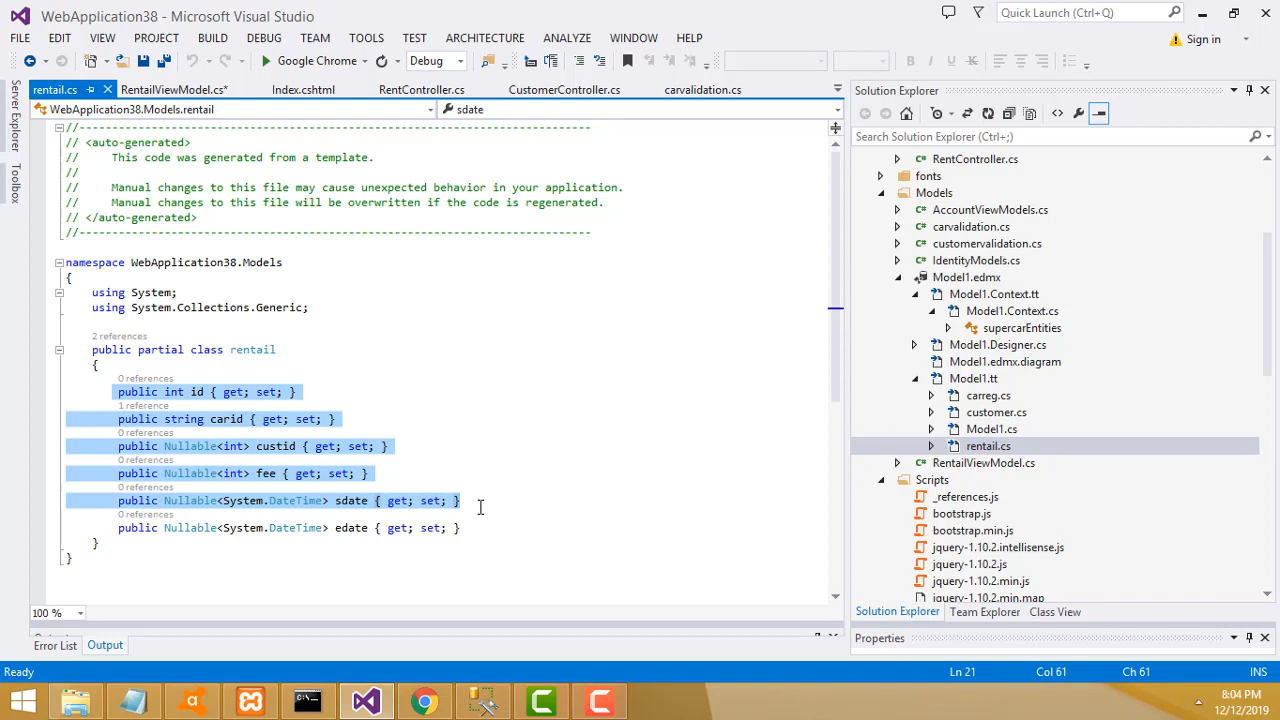 WebApplication38 - Microsoft Visual Studio
Quick Launch (Ctrl+Q)
FILE EDIT VIEW PROJECT BUILD DEBUG TEAM TOOLS TEST ARCHITECTURE ANALYZE WINDOW HELP
Sign in
Google Chrome
Debug
rentail.cs
RentailViewModel.cs*
Index.cshtml
RentController.cs
CustomerController.cs
carvalidation.cs
WebApplication38.Models.rentail
sdate
//------------------------------------------------------------------------------
// <auto-generated>
//     This code was generated from a template.
//
//     Manual changes to this file may cause unexpected behavior in your application.
//     Manual changes to this file will be overwritten if the code is regenerated.
// </auto-generated>
//------------------------------------------------------------------------------
namespace WebApplication38.Models
{
using System;
using System.Collections.Generic;
2 references
public partial class rentail
{
0 references
public int id { get; set; }
1 reference
public string carid { get; set; }
0 references
public Nullable<int> custid { get; set; }
0 references
public Nullable<int> fee { get; set; }
0 references
public Nullable<System.DateTime> sdate { get; set; }
0 references
public Nullable<System.DateTime> edate { get; set; }
}
}
100 %
Error List
Output
Server Explorer
Toolbox
Solution Explorer
Search Solution Explorer (Ctrl+;)
RentController.cs
fonts
Models
AccountViewModels.cs
carvalidation.cs
customervalidation.cs
IdentityModels.cs
Model1.edmx
Model1.Context.tt
Model1.Context.cs
supercarEntities
Model1.Designer.cs
Model1.edmx.diagram
Model1.tt
carreg.cs
customer.cs
Model1.cs
rentail.cs
RentailViewModel.cs
Scripts
_references.js
bootstrap.js
bootstrap.min.js
jquery-1.10.2.intellisense.js
jquery-1.10.2.js
jquery-1.10.2.min.js
jquery-1.10.2.min.map
Solution Explorer
Team Explorer
Class View
Properties
Ready
Ln 21
Col 61
Ch 61
INS
8:04 PM
12/12/2019